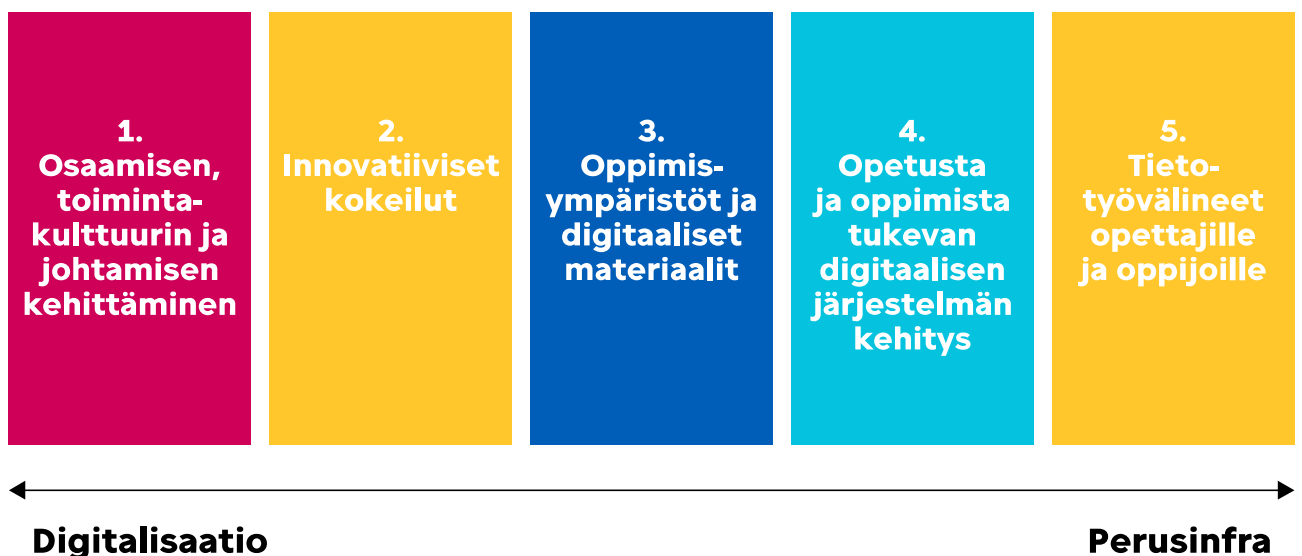 1.
Osaamisen,
toiminta-
kulttuurin ja
johtamisen
kehittäminen
2.
Innovatiiviset
kokeilut
3.
Oppimis-
ympäristöt ja
digitaaliset
materiaalit
4.
Opetusta
ja oppimista
tukevan
digitaalisen
järjestelmän
kehitys
5.
Tieto-
työvälineet
opettajille
ja oppijoille
Digitalisaatio
Perusinfra